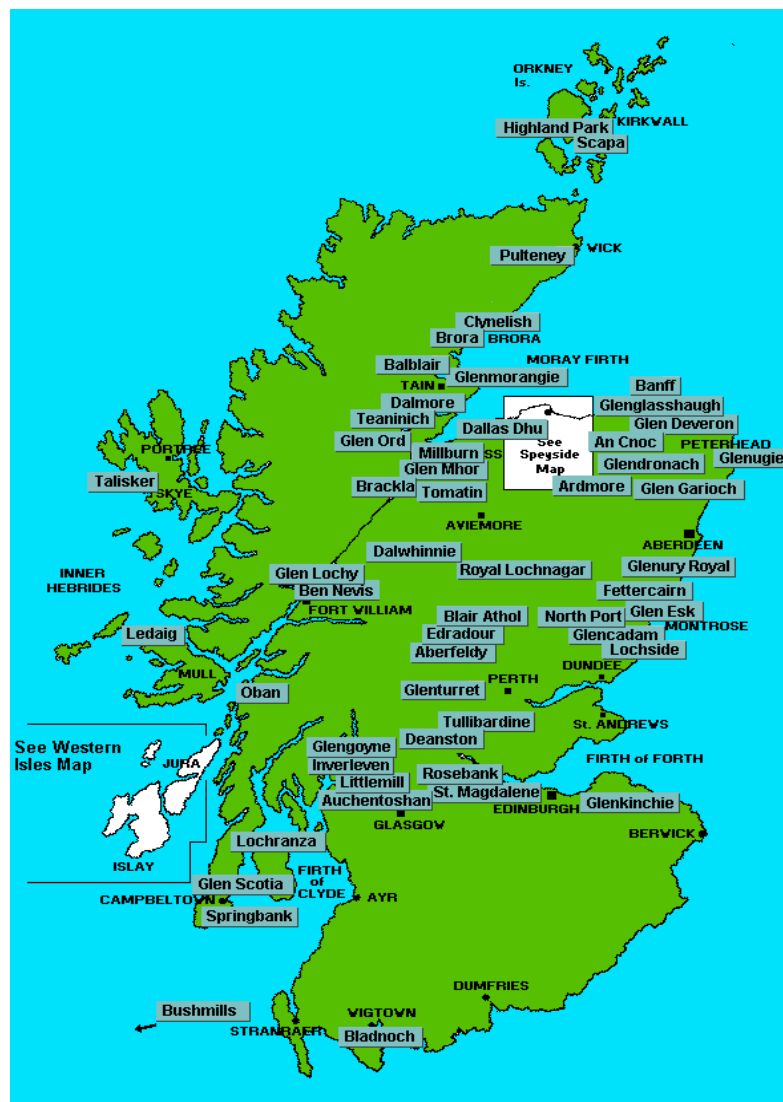 ORKNEY
Is.
KIRKWALL
Highland Park
Scapa
WICK
Pulteney
Clynelish
Brora
BRORA
MORAY FIRTH
Balblair
Glenmorangie
TAIN
Banff
Dalmore
Glenglasshaugh
Teaninich
Dallas Dhu
Glen Deveron
Glen Ord
See
Speyside
Map
An Cnoc
PETERHEAD
PORTREE
Millburn
SS
Glenugie
Glen Mhor
Glendronach
Talisker
SKYE
Brackla
Tomatin
Ardmore
Glen Garioch
AVIEMORE
ABERDEEN
Dalwhinnie
INNER
HEBRIDES
Glen Lochy
Royal Lochnagar
Glenury Royal
Ben Nevis
Fettercairn
FORT WILLIAM
Blair Athol
North Port
Glen Esk
MONTROSE
Ledaig
Edradour
Glencadam
Aberfeldy
Lochside
MULL
DUNDEE
PERTH
Oban
Glenturret
Tullibardine
St. ANDREWS
See Western
Isles Map
Glengoyne
Deanston
JURA
Inverleven
FIRTH of FORTH
Littlemill
Rosebank
Auchentoshan
St. Magdalene
EDINBURGH
Glenkinchie
GLASGOW
BERWICK
Lochranza
ISLAY
FIRTH
of
CLYDE
Glen Scotia
CAMPBELTOWN
AYR
Springbank
DUMFRIES
Bushmills
WIGTOWN
STRANRAER
Bladnoch